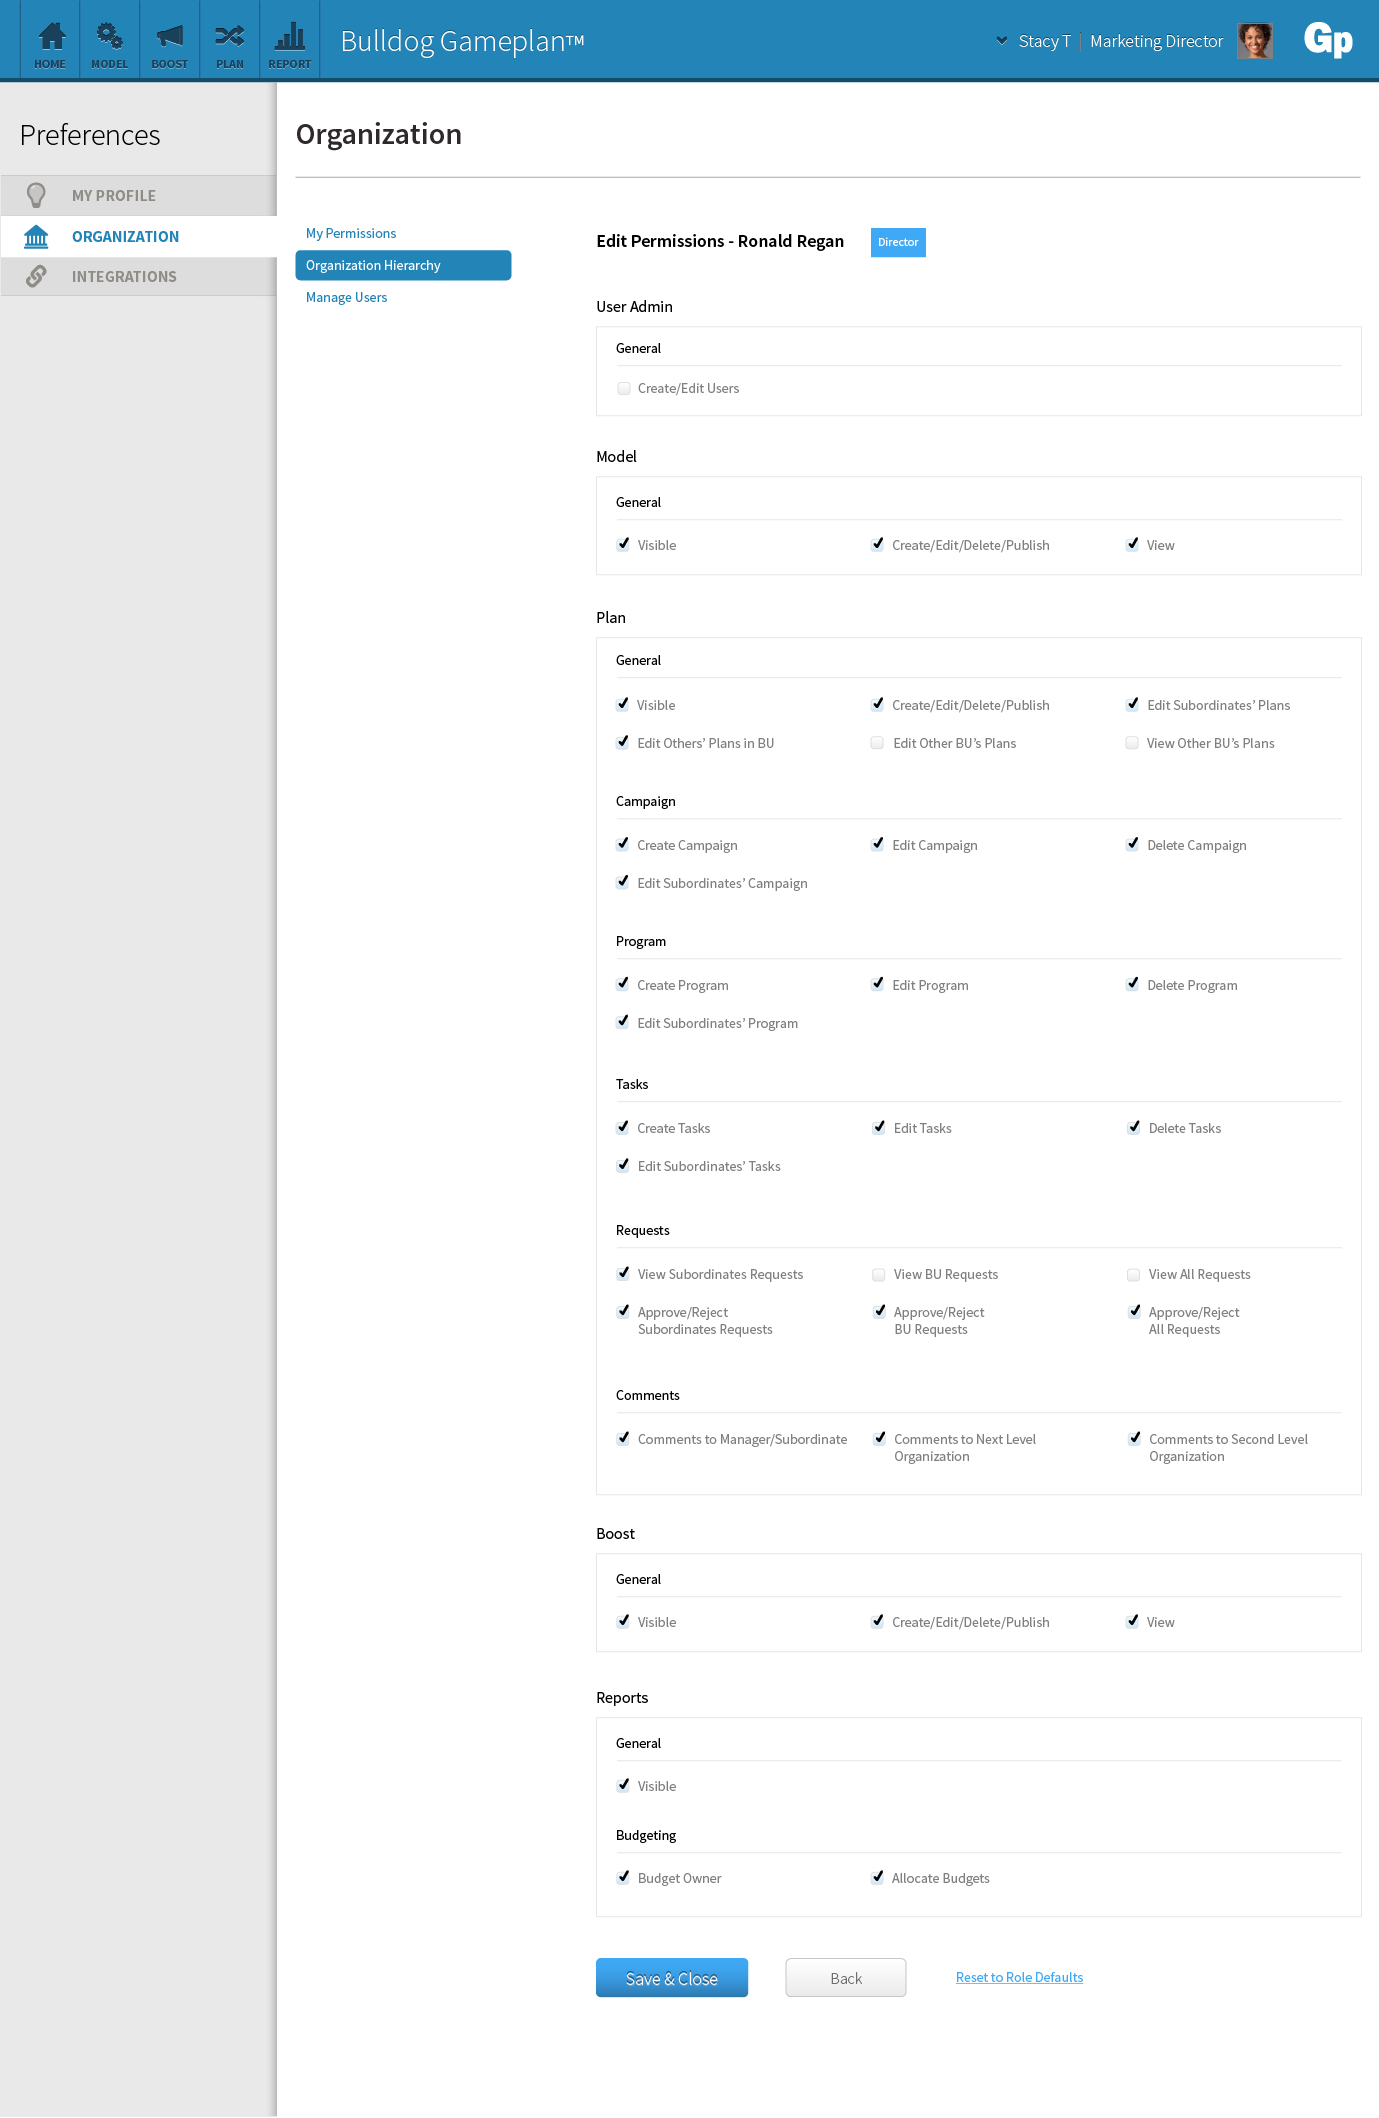 HOME
MODEL
BOOST
PLAN
REPORT
Bulldog Gameplan™
Stacy T | Marketing Director
Gp
Preferences
MY PROFILE
ORGANIZATION
INTEGRATIONS
Organization
My Permissions
Organization Hierarchy
Manage Users
Edit Permissions - Ronald Regan
Director
User Admin
General
Create/Edit Users
Model
General
Visible
Create/Edit/Delete/Publish
View
Plan
General
Visible
Create/Edit/Delete/Publish
Edit Subordinates’ Plans
Edit Others’ Plans in BU
Edit Other BU’s Plans
View Other BU’s Plans
Campaign
Create Campaign
Edit Campaign
Delete Campaign
Edit Subordinates’ Campaign
Program
Create Program
Edit Program
Delete Program
Edit Subordinates’ Program
Tasks
Create Tasks
Edit Tasks
Delete Tasks
Edit Subordinates’ Tasks
Requests
View Subordinates Requests
View BU Requests
View All Requests
Approve/Reject
Subordinates Requests
Approve/Reject
BU Requests
Approve/Reject
All Requests
Comments
Comments to Manager/Subordinate
Comments to Next Level
Organization
Comments to Second Level
Organization
Boost
General
Visible
Create/Edit/Delete/Publish
View
Reports
General
Visible
Budgeting
Budget Owner
Allocate Budgets
Save & Close
Back
Reset to Role Defaults